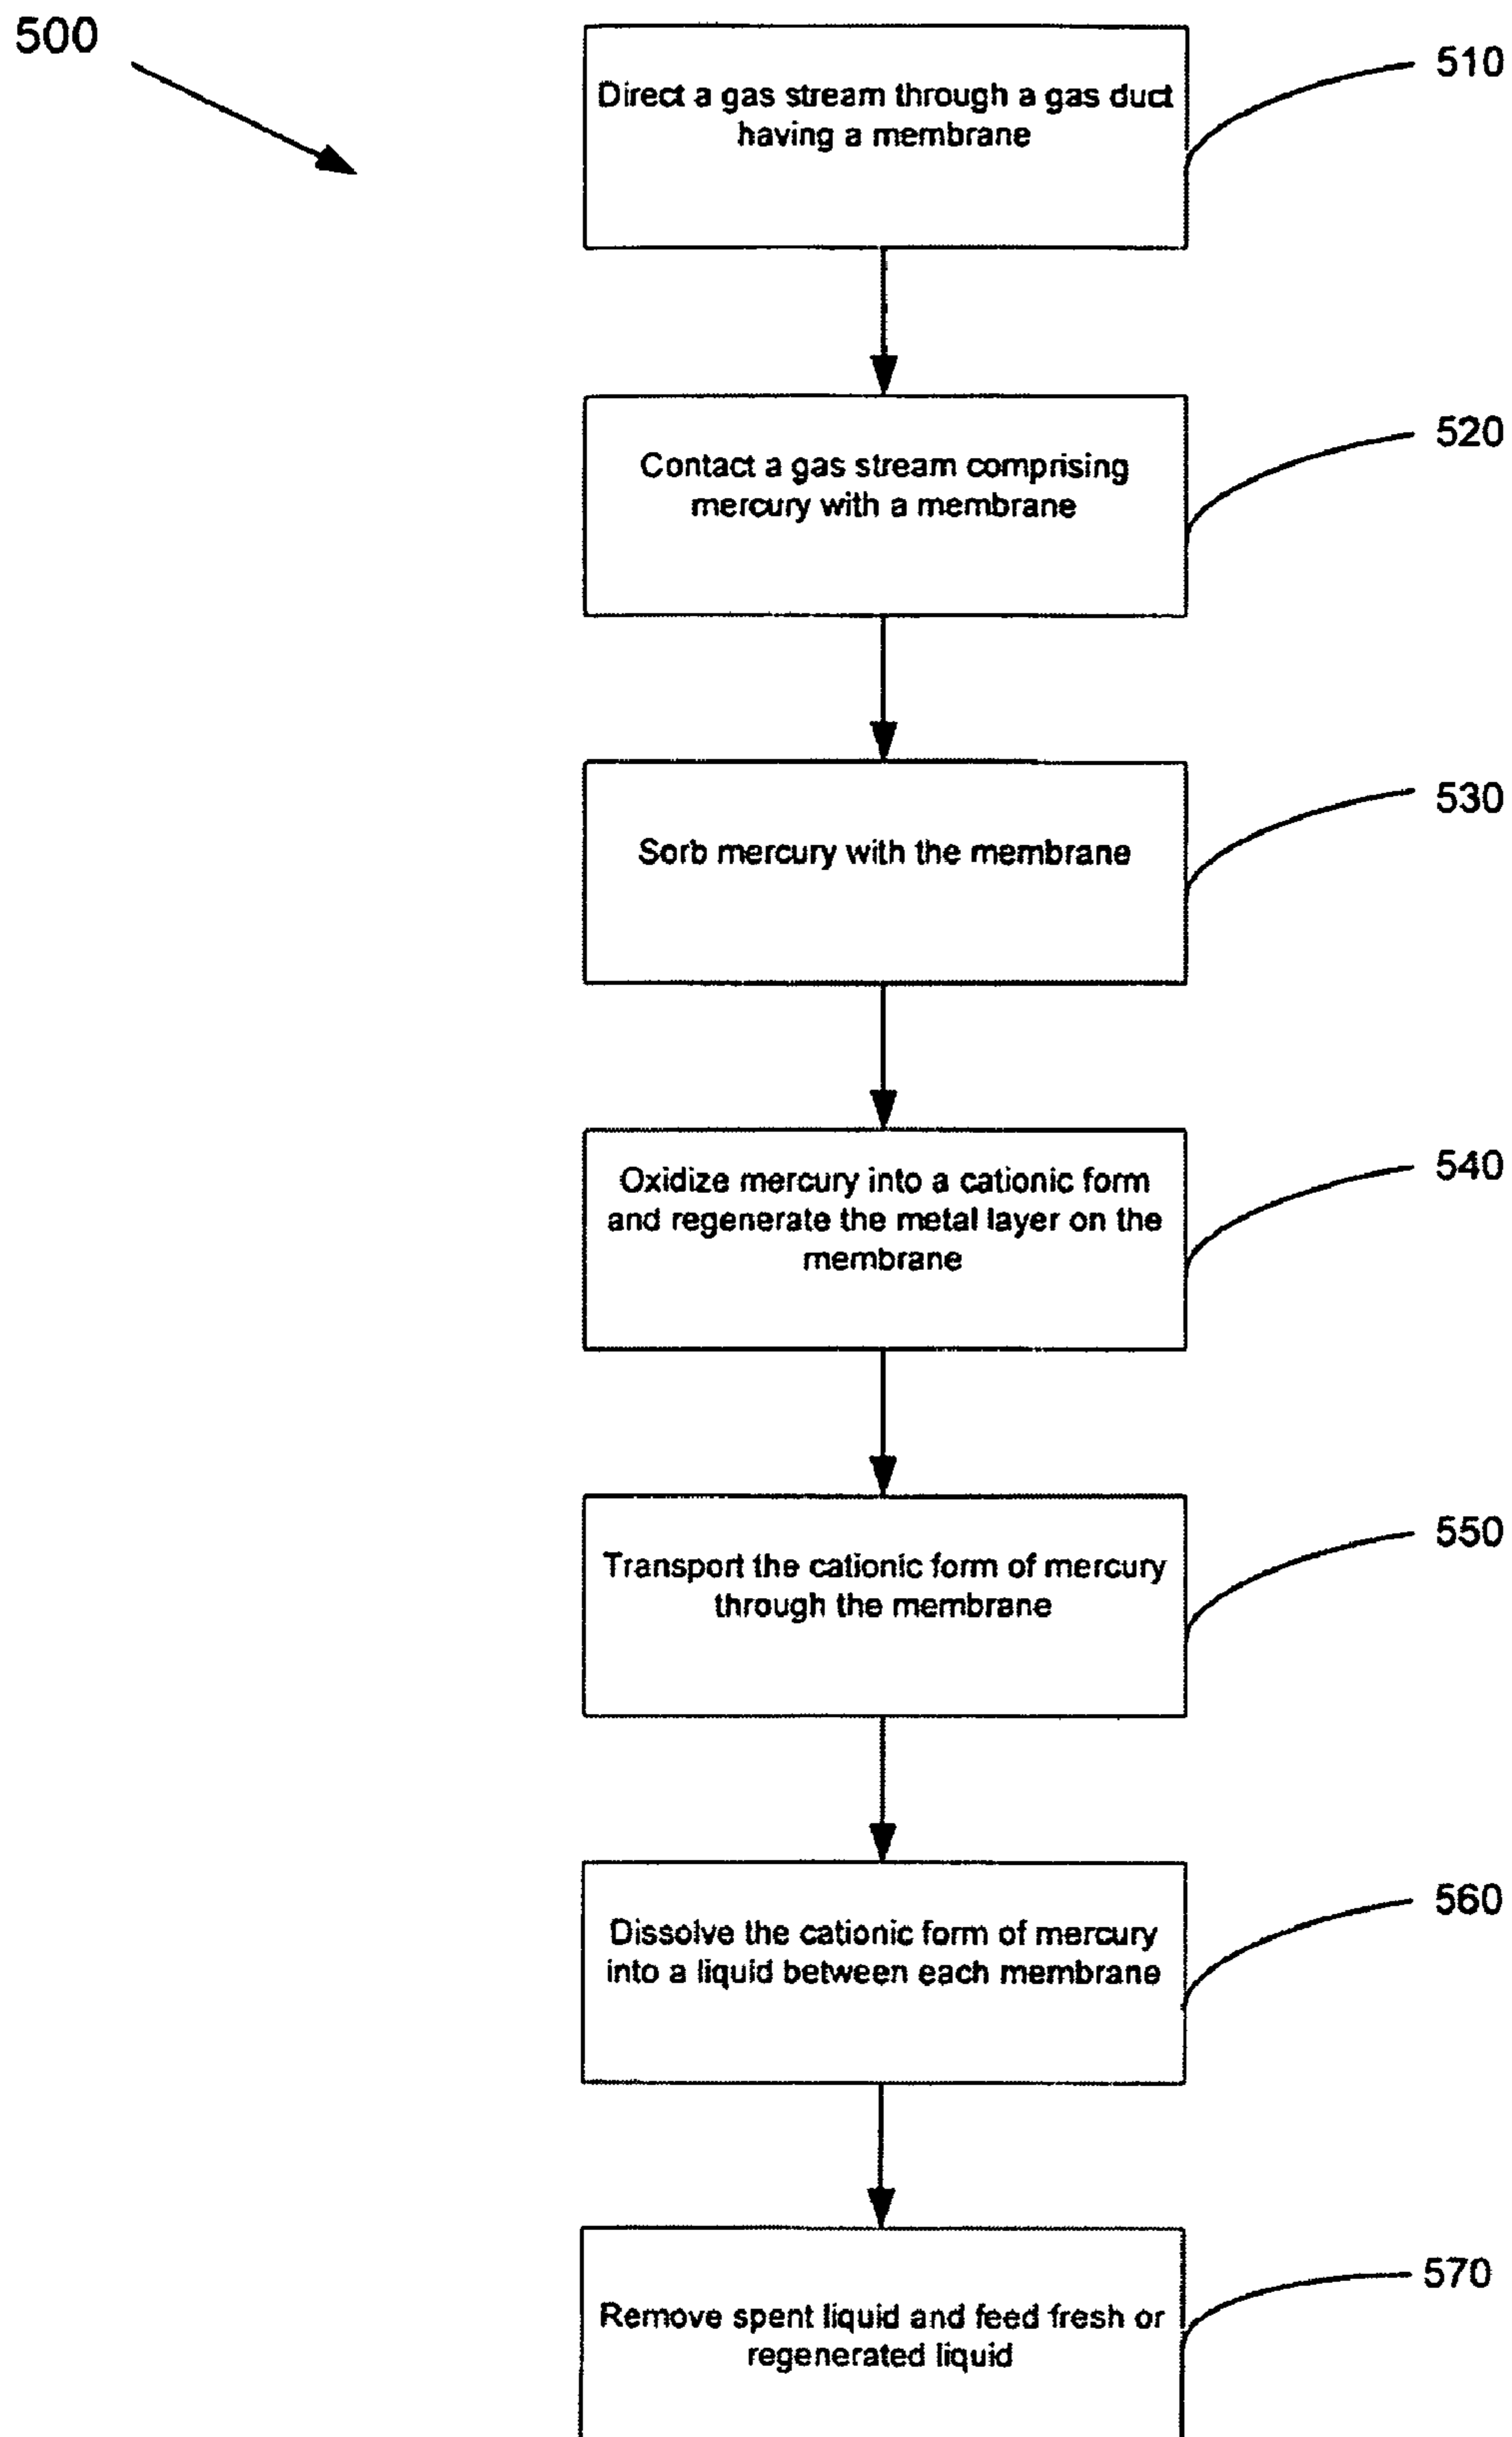 500
510
Direct a gas stream through a gas duct
having a membrane
520
Contact a gas stream comprising
mercury with a membrane
530
Sorb mercury with the membrane
540
Oxidize mercury into a cationic form
and regenerate the metal layer on the
membrane
550
Transport the cationic form of mercury
through the membrane
560
Dissolve the cationic form of mercury
into a liquid between each membrane
570
Remove spent liquid and feed fresh or
regenerated liquid